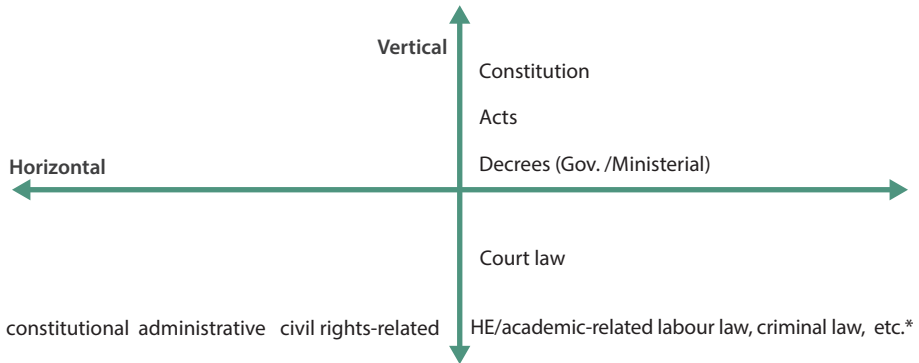 Vertical
Constitution
Acts
Horizontal
Decrees (Gov. /Ministerial)
Court law
constitutional administrative civil rights-related HE/academic-related labour law, criminal law, etc.*